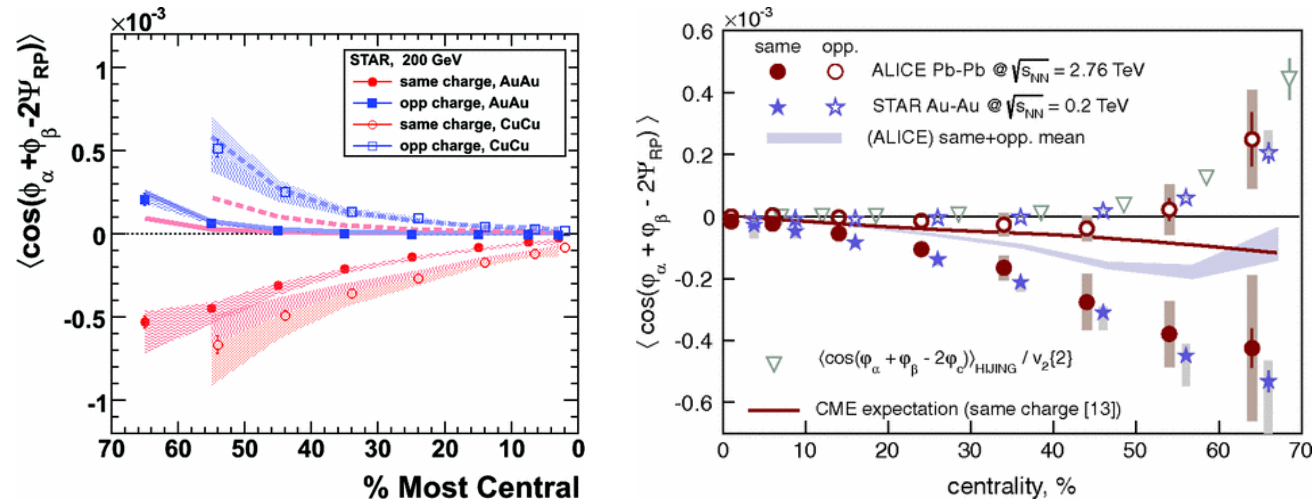 ×10⁻³
⟨cos(ϕα + ϕβ -2ΨRP)⟩
1
0.5
0
-0.5
-1
70 60 50 40 30 20 10 0
% Most Central
STAR, 200 GeV
same charge, AuAu
opp charge, AuAu
same charge, CuCu
opp charge, CuCu
×10⁻³
⟨ cos(φα + φβ - 2ΨRP) ⟩
0.6
0.4
0.2
0
-0.2
-0.4
-0.6
same opp.
ALICE Pb-Pb @ √sNN = 2.76 TeV
STAR Au-Au @ √sNN = 0.2 TeV
(ALICE) same+opp. mean
⟨cos(φα + φβ - 2φc)⟩HIJING / v2{2}
CME expectation (same charge [13])
0 10 20 30 40 50 60 70
centrality, %